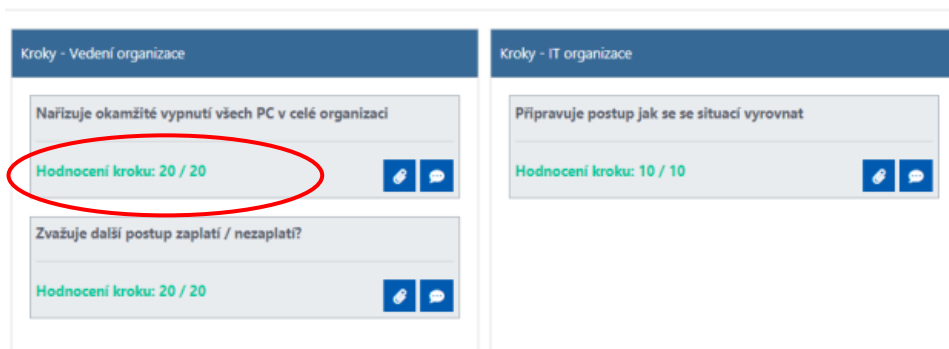 Kroky - Vedení organizace
Nařizuje okamžité vypnutí všech PC v celé organizaci
Hodnocení kroku: 20 / 20
Zvažuje další postup zaplatí / nezaplatí?
Hodnocení kroku: 20 / 20
Kroky - IT organizace
Připravuje postup jak se se situací vyrovnat
Hodnocení kroku: 10 / 10